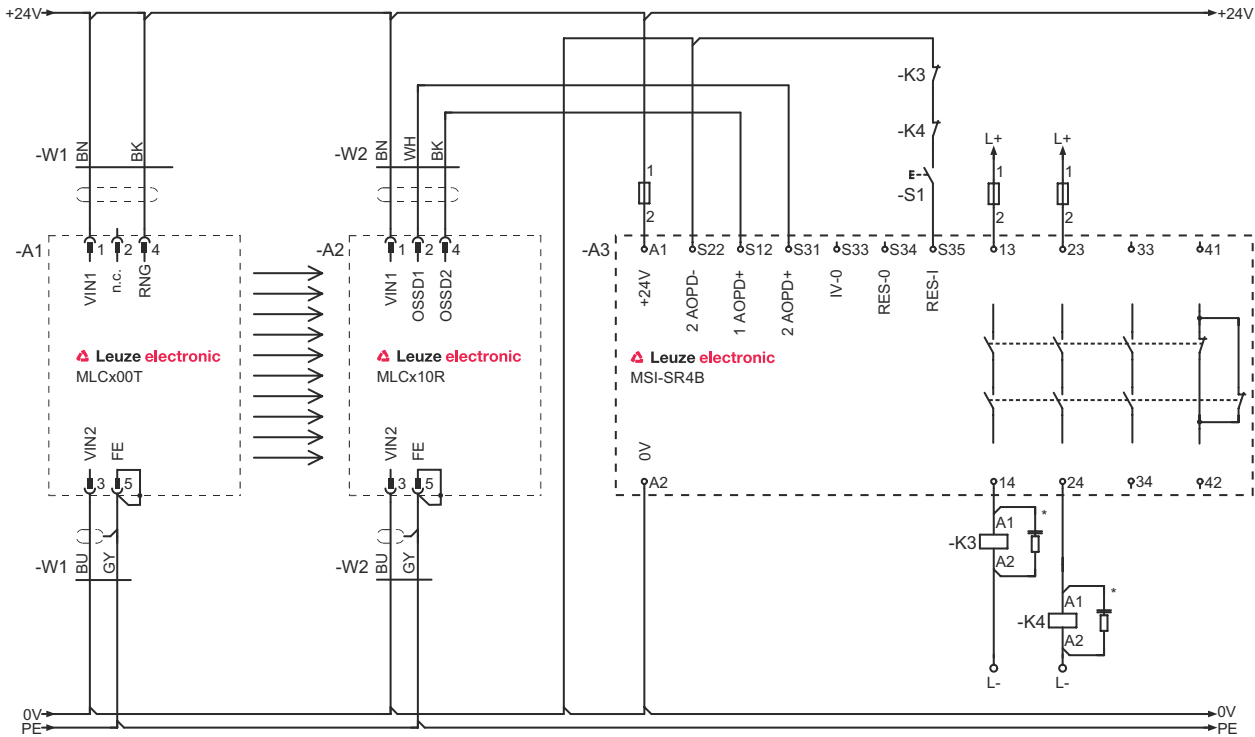 +24V +24V
-K3
-K4
L+ L+
-W1 BN BK -W2 BN WH BK
E
-S1
1 1 1
2 2 2
-A1 1 2 4 -A2 1 2 4 -A3 A1 S22 S12 S31 S33 S34 S35 13 23 33 41
VIN1 n.c. RNG VIN1 OSSD1 OSSD2 +24V 2 AOPD- 1 AOPD+ 2 AOPD+ IV-0 RES-0 RES-I
Leuze electronic Leuze electronic Leuze electronic
MLCx00T MLCx10R MSI-SR4B
VIN2 FE VIN2 FE 0V
3 5 3 5 A2 14 24 34 42
A1 *
-K3
A2
-W1 BU GY -W2 BU GY
A1 *
-K4
A2
L- L-
0V 0V
PE PE